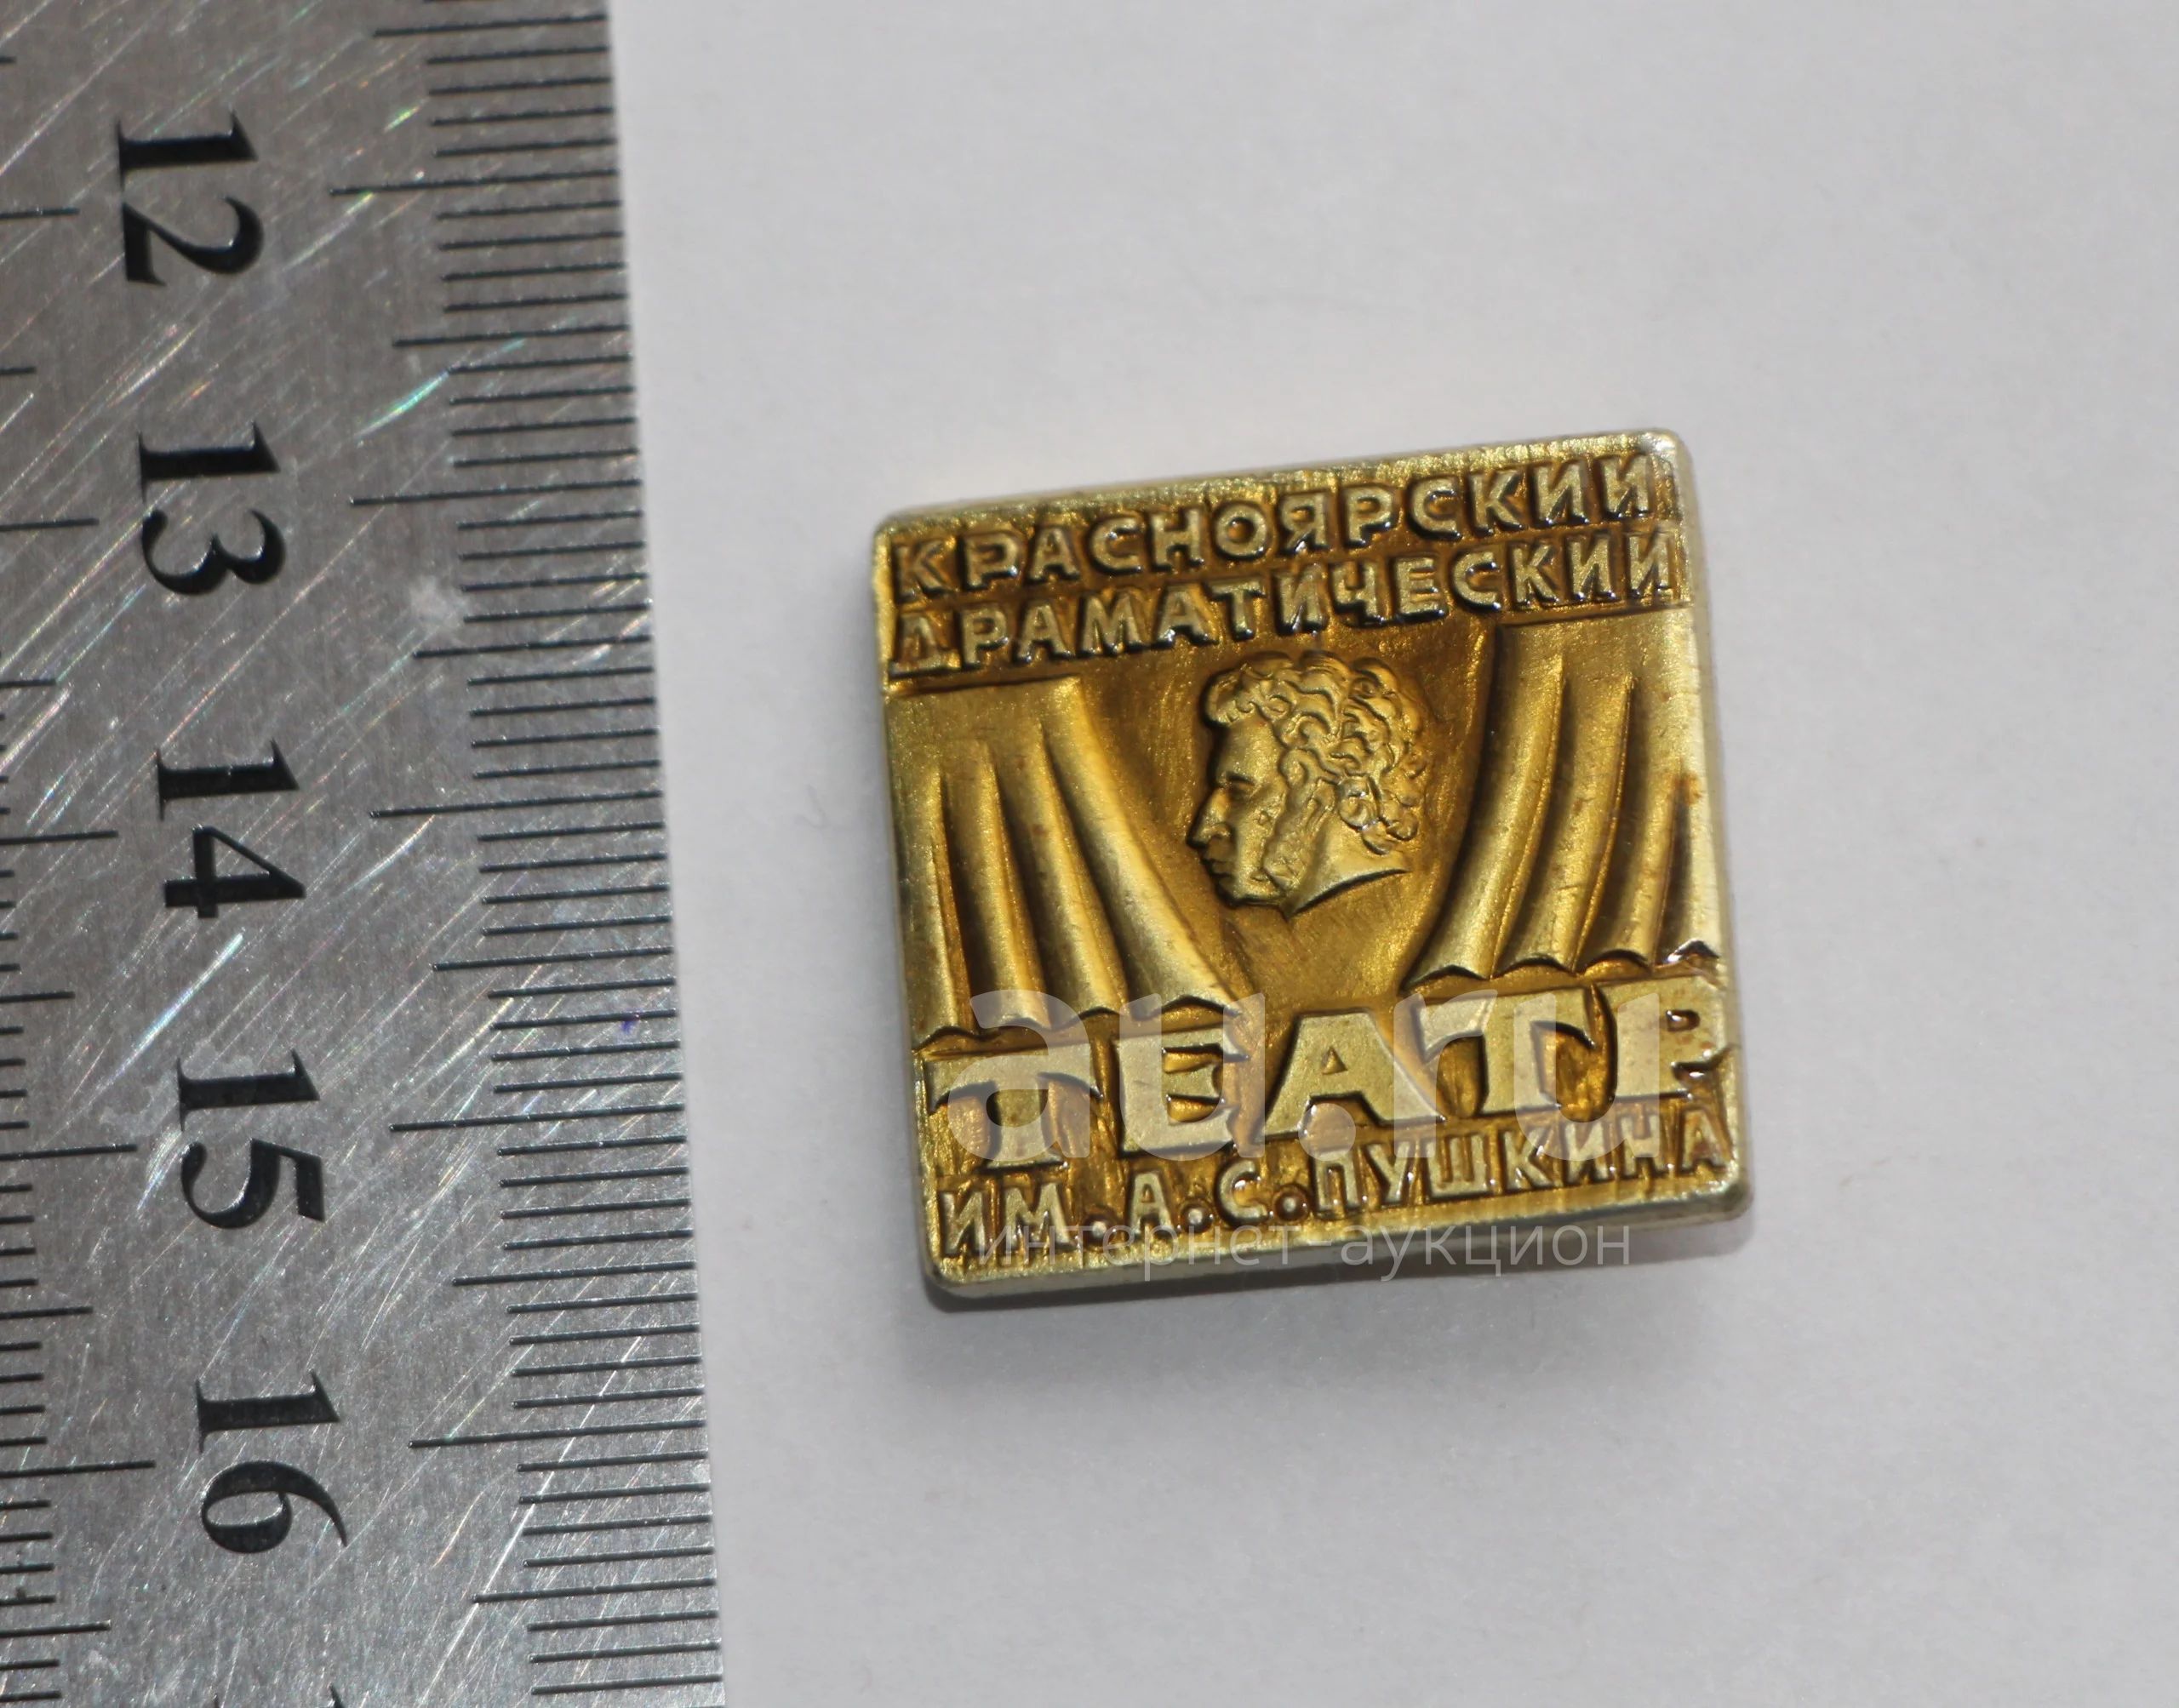 12
13
14
15
16
КРАСНОЯРСКИЙ
ДРАМАТИЧЕСКИЙ
ТЕАТР
ИМ.А.С.ПУШКИНА
au.ru
интернет-аукцион